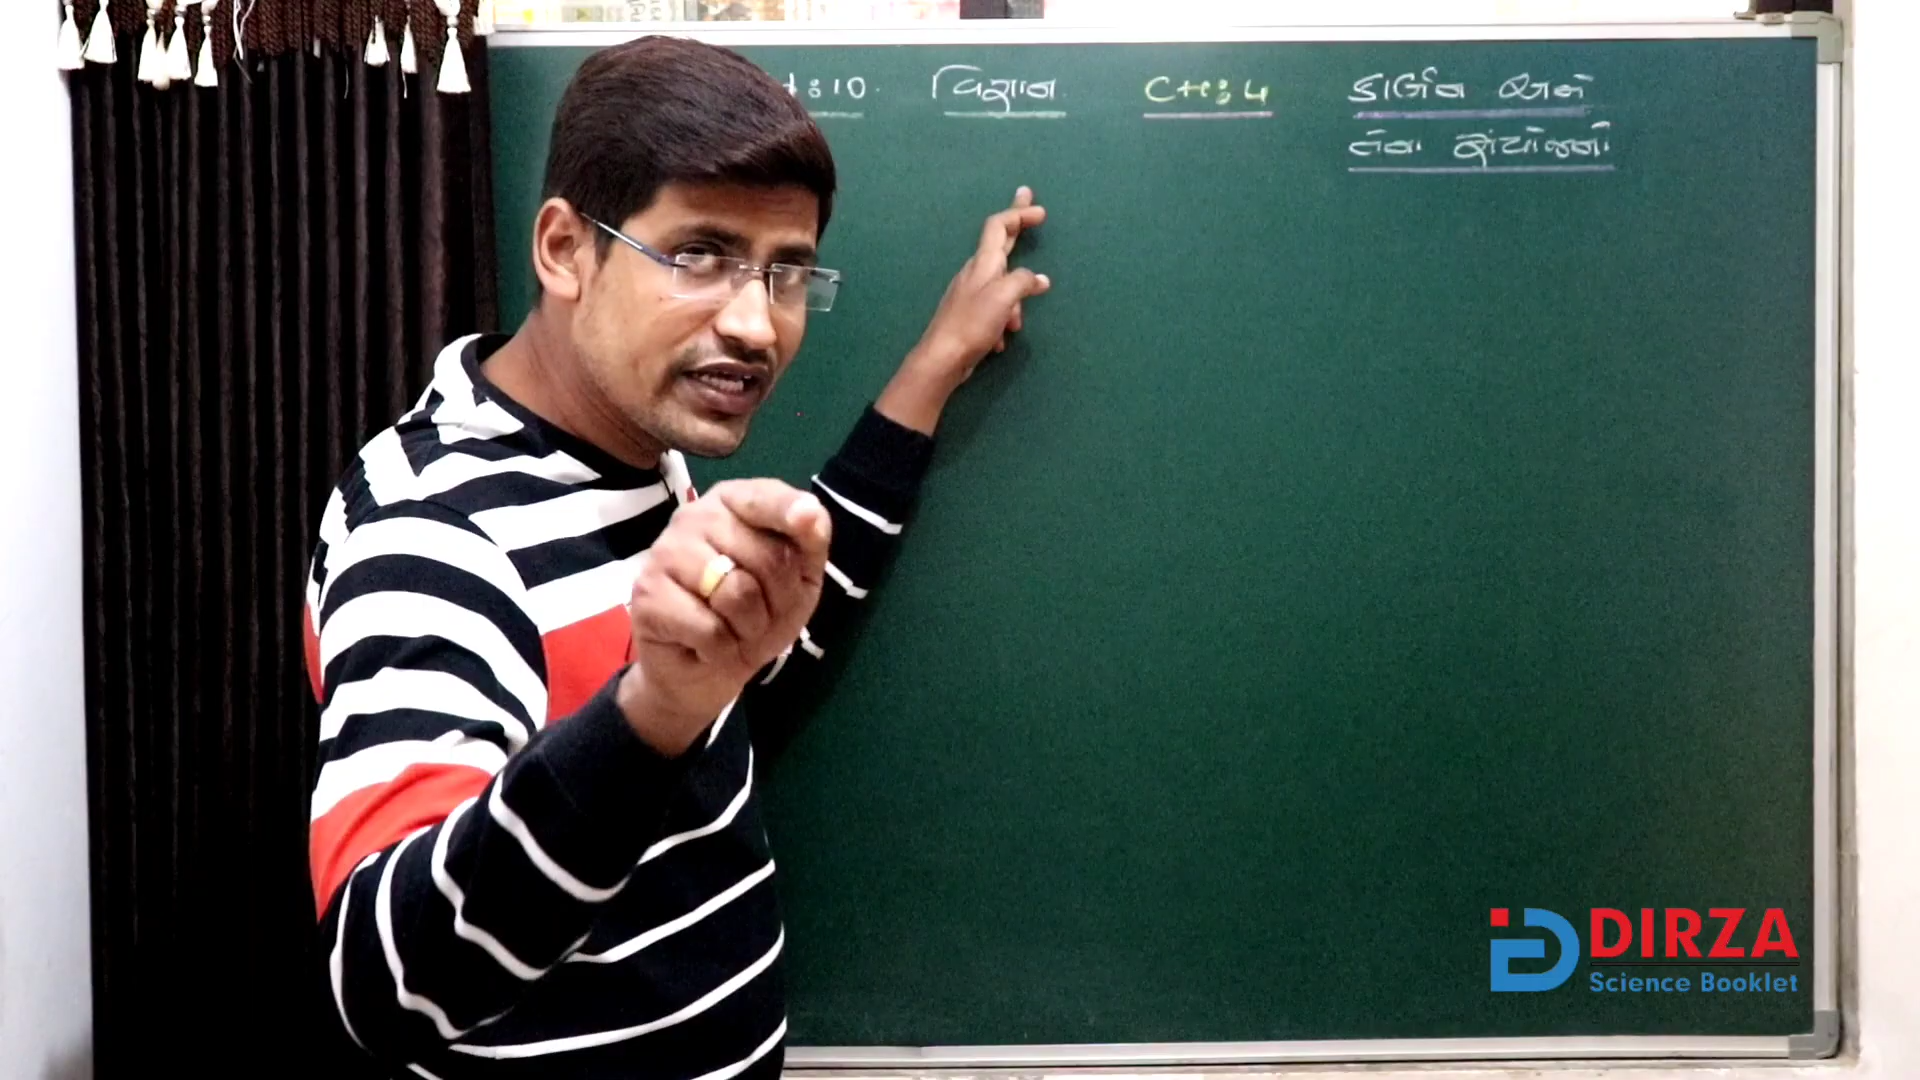 :10. વિજ્ઞાન CH: 4 કાર્બન અને
તેના સંયોજનો
DIRZA
Science Booklet